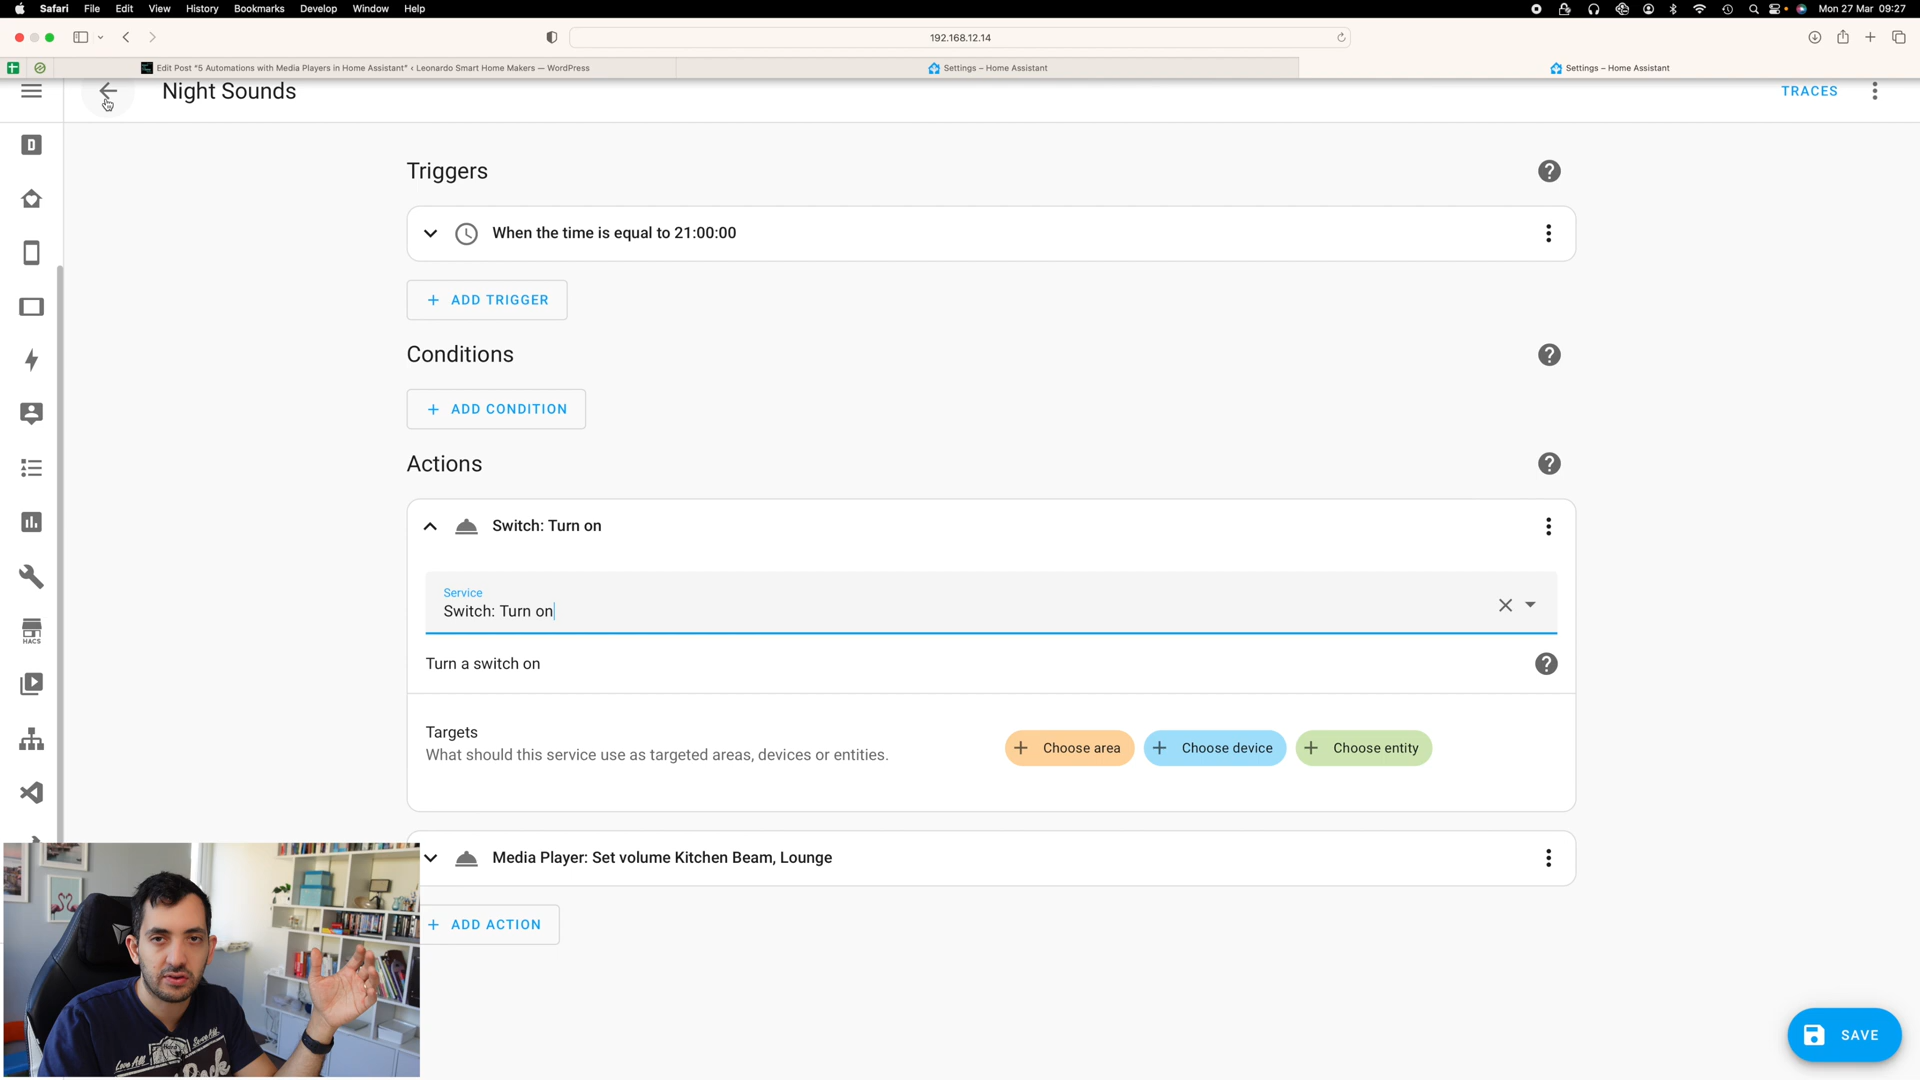 Safari File Edit View History Bookmarks Develop Window Help Mon 27 Mar 09:27
192.168.12.14
Edit Post "5 Automations with Media Players in Home Assistant" ‹ Leonardo Smart Home Makers — WordPress
Settings – Home Assistant
Settings – Home Assistant
Night Sounds
TRACES
D
HACS
Triggers
When the time is equal to 21:00:00
+ ADD TRIGGER
Conditions
+ ADD CONDITION
Actions
Switch: Turn on
Service
Switch: Turn on
Turn a switch on
Targets
What should this service use as targeted areas, devices or entities.
+ Choose area + Choose device + Choose entity
Media Player: Set volume Kitchen Beam, Lounge
+ ADD ACTION
SAVE